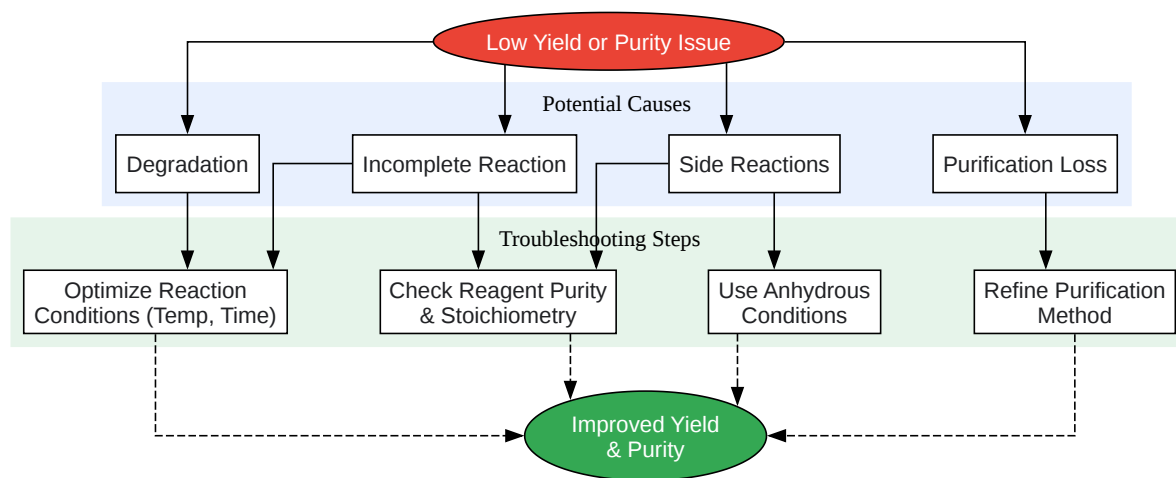 Low Yield or Purity Issue
Potential Causes
Degradation
Incomplete Reaction
Side Reactions
Purification Loss
Troubleshooting Steps
Optimize Reaction
Conditions (Temp, Time)
Check Reagent Purity
& Stoichiometry
Use Anhydrous
Conditions
Refine Purification
Method
Improved Yield
& Purity